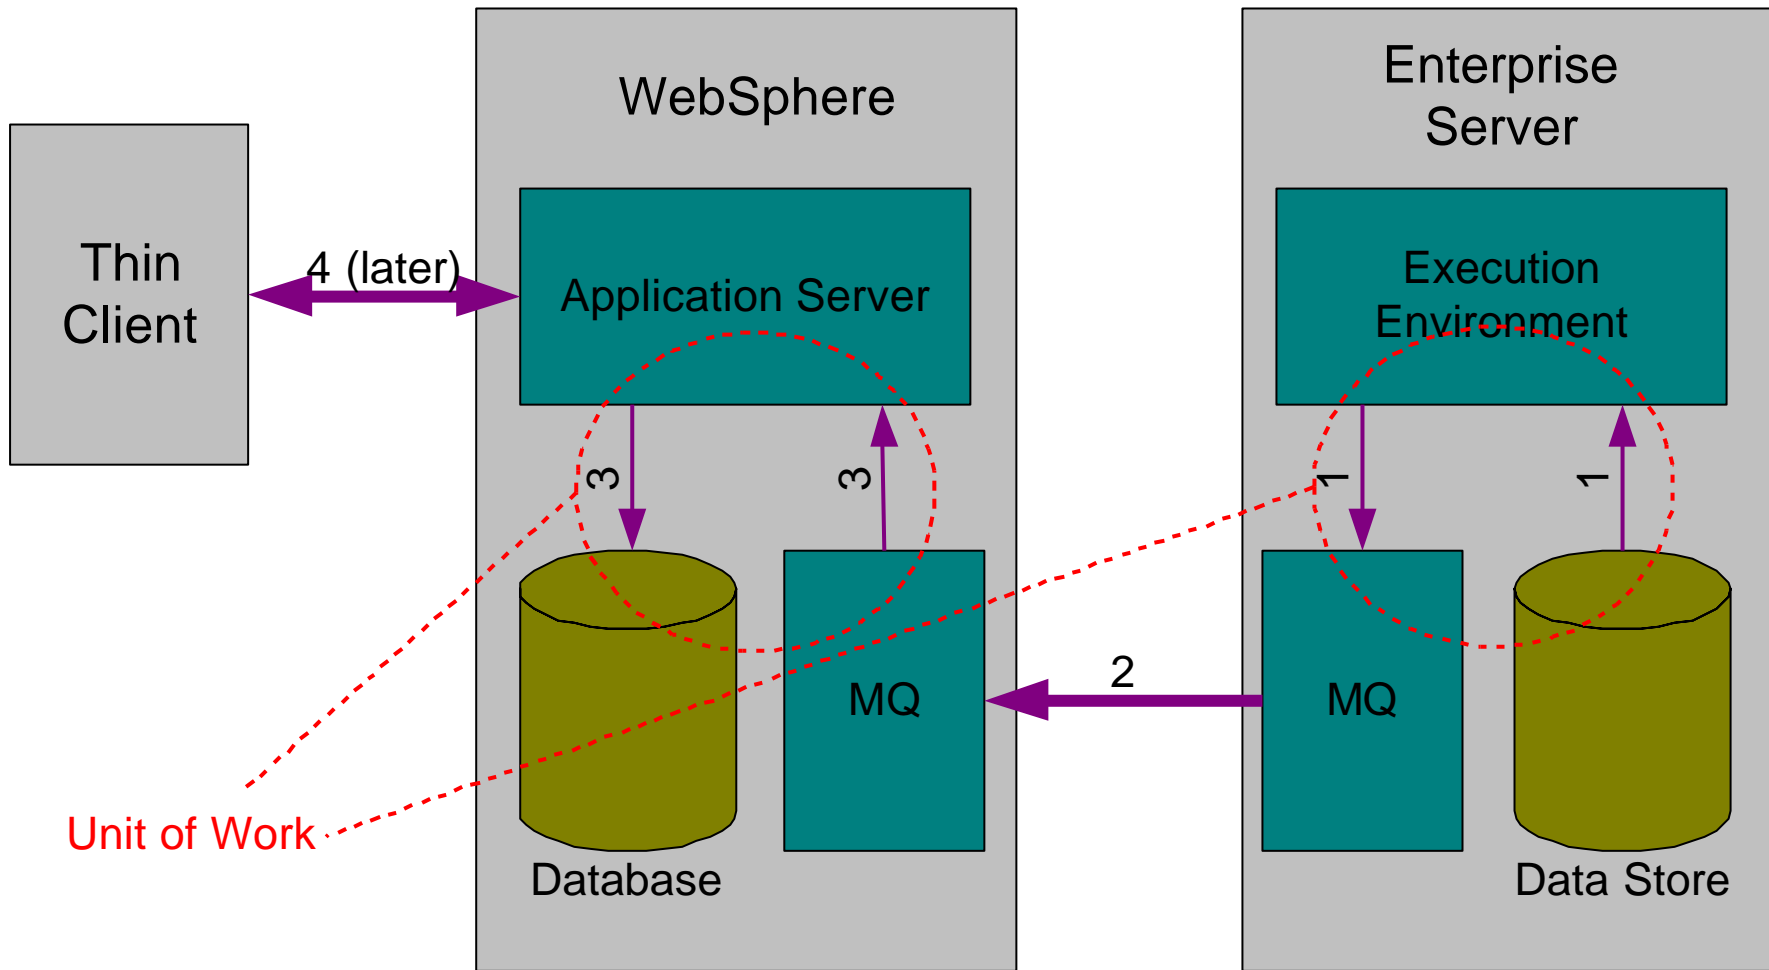 WebSphere
Enterprise
Server
Thin
Client
4 (later)
Application Server
Execution
Environment
3
3
1
1
MQ
2
MQ
Unit of Work
Database
Data Store